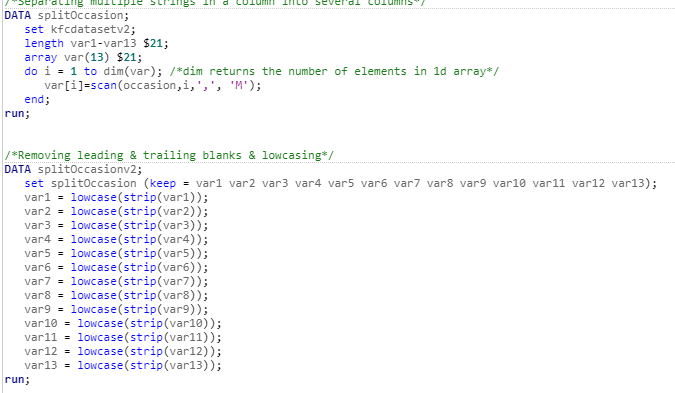 /*Separating multiple strings in a column into several columns*/
DATA splitOccasion;
set kfcdatasetv2;
length var1-var13 $21;
array var(13) $21;
do i = 1 to dim(var); /*dim returns the number of elements in 1d array*/
var[i]=scan(occasion,i,',', 'M');
end;
run;
/*Removing leading & trailing blanks & lowcasing*/
DATA splitOccasionv2;
set splitOccasion (keep = var1 var2 var3 var4 var5 var6 var7 var8 var9 var10 var11 var12 var13);
var1 = lowcase(strip(var1));
var2 = lowcase(strip(var2));
var3 = lowcase(strip(var3));
var4 = lowcase(strip(var4));
var5 = lowcase(strip(var5));
var6 = lowcase(strip(var6));
var7 = lowcase(strip(var7));
var8 = lowcase(strip(var8));
var9 = lowcase(strip(var9));
var10 = lowcase(strip(var10));
var11 = lowcase(strip(var11));
var12 = lowcase(strip(var12));
var13 = lowcase(strip(var13));
run;